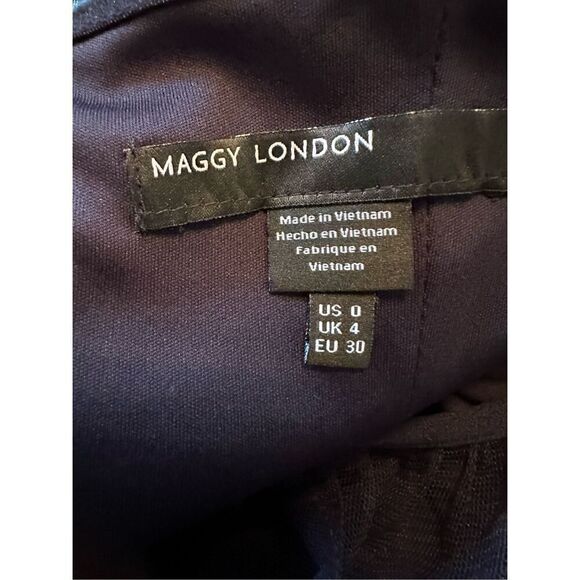 MAGGY LONDON
Made in Vietnam
Hecho en Vietnam
Fabrique en
Vietnam
US 0
UK 4
EU 30